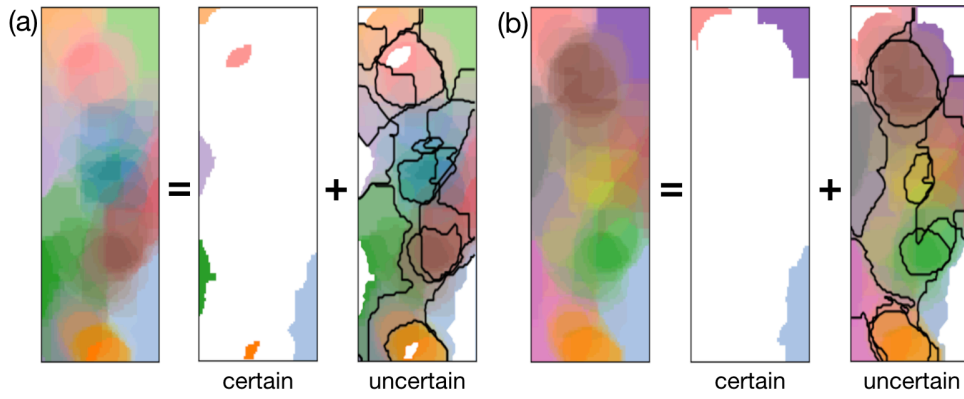 (a) = + (b) = +
certain uncertain certain uncertain